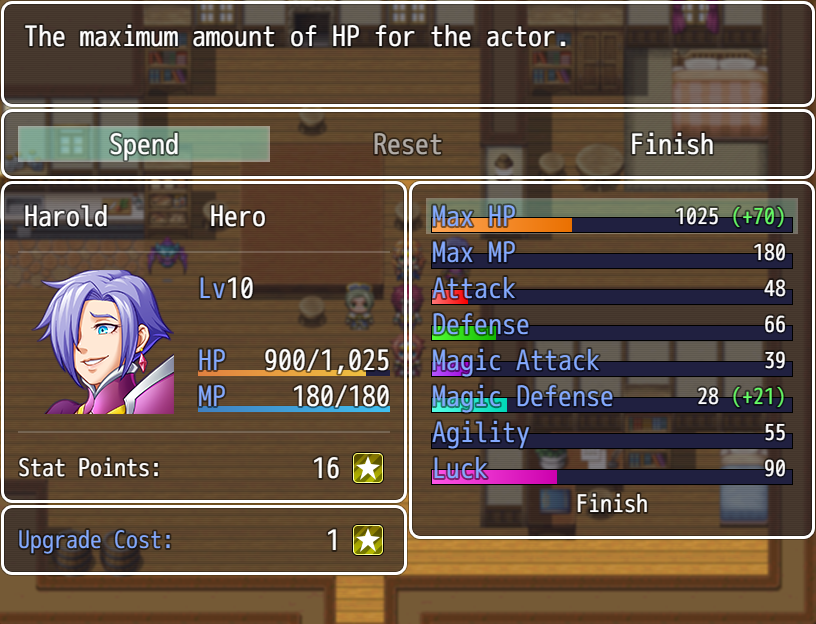 The maximum amount of HP for the actor.
Spend Reset Finish
Harold Hero
Lv10
HP 900/1,025
MP 180/180
Stat Points: 16
Upgrade Cost: 1
Max HP 1025 (+70)
Max MP 180
Attack 48
Defense 66
Magic Attack 39
Magic Defense 28 (+21)
Agility 55
Luck 90
Finish